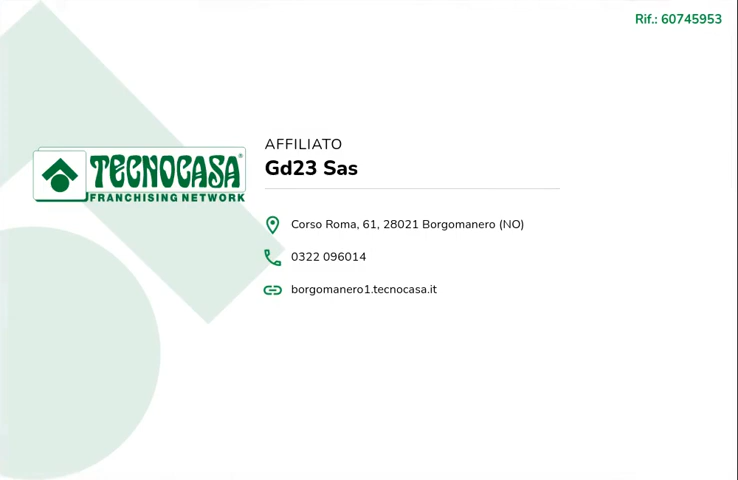 Rif.: 60745953
AFFILIATO
Gd23 Sas
TECNOCASA®
FRANCHISING NETWORK
Corso Roma, 61, 28021 Borgomanero (NO)
0322 096014
borgomanero1.tecnocasa.it